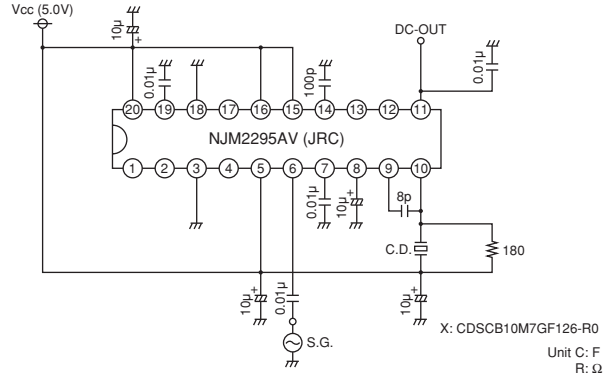 Vcc (5.0V)
10µ
+
DC-OUT
0.01µ
100p
0.01µ
20 19 18 17 16 15 14 13 12 11
NJM2295AV (JRC)
1 2 3 4 5 6 7 8 9 10
0.01µ
10µ
+
8p
C.D.
180
10µ
+
0.01µ
10µ
+
S.G.
X: CDSCB10M7GF126-R0
Unit C: F
R: Ω